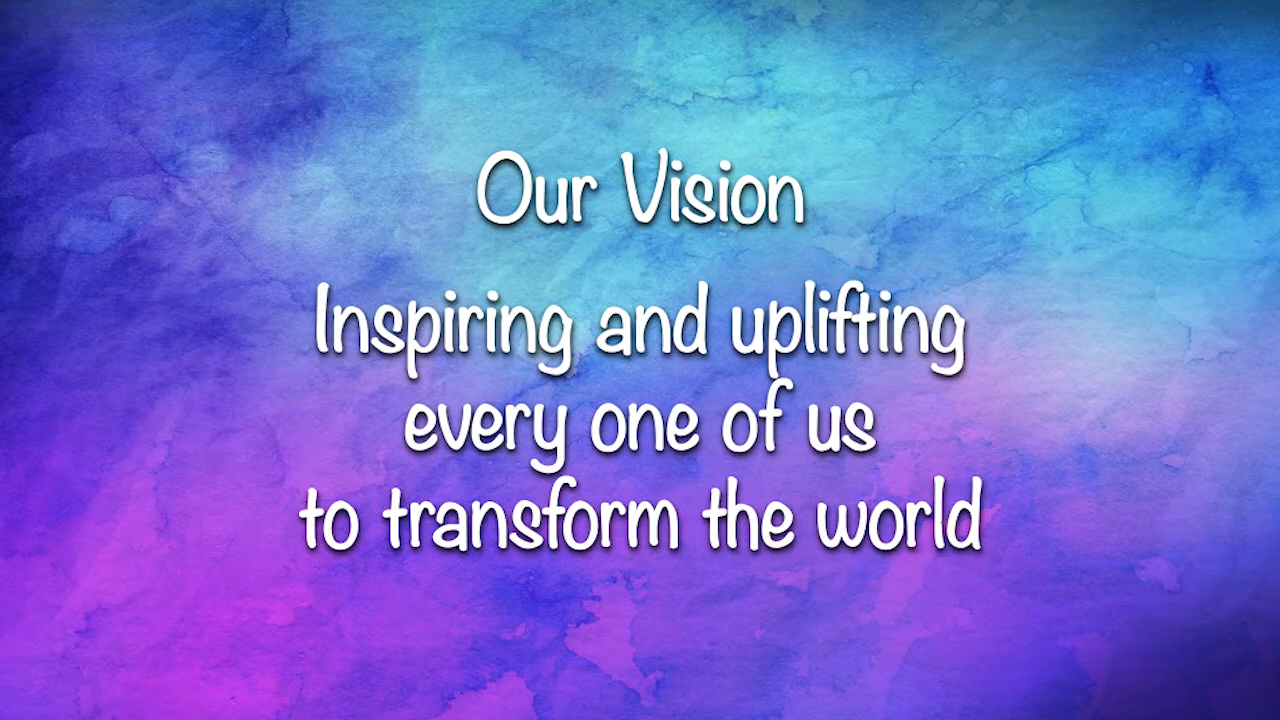 Our Vision
Inspiring and uplifting
every one of us
to transform the world